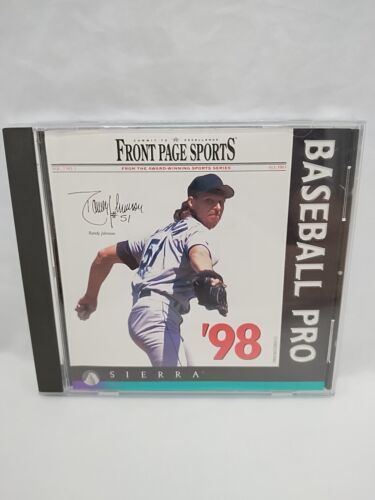 COMMIT TO EXCELLENCE
FRONT PAGE SPORTS
FROM THE AWARD-WINNING SPORTS SERIES
Randy Johnson
51
Randy Johnson
51
'98
BASEBALL PRO
SIERRA